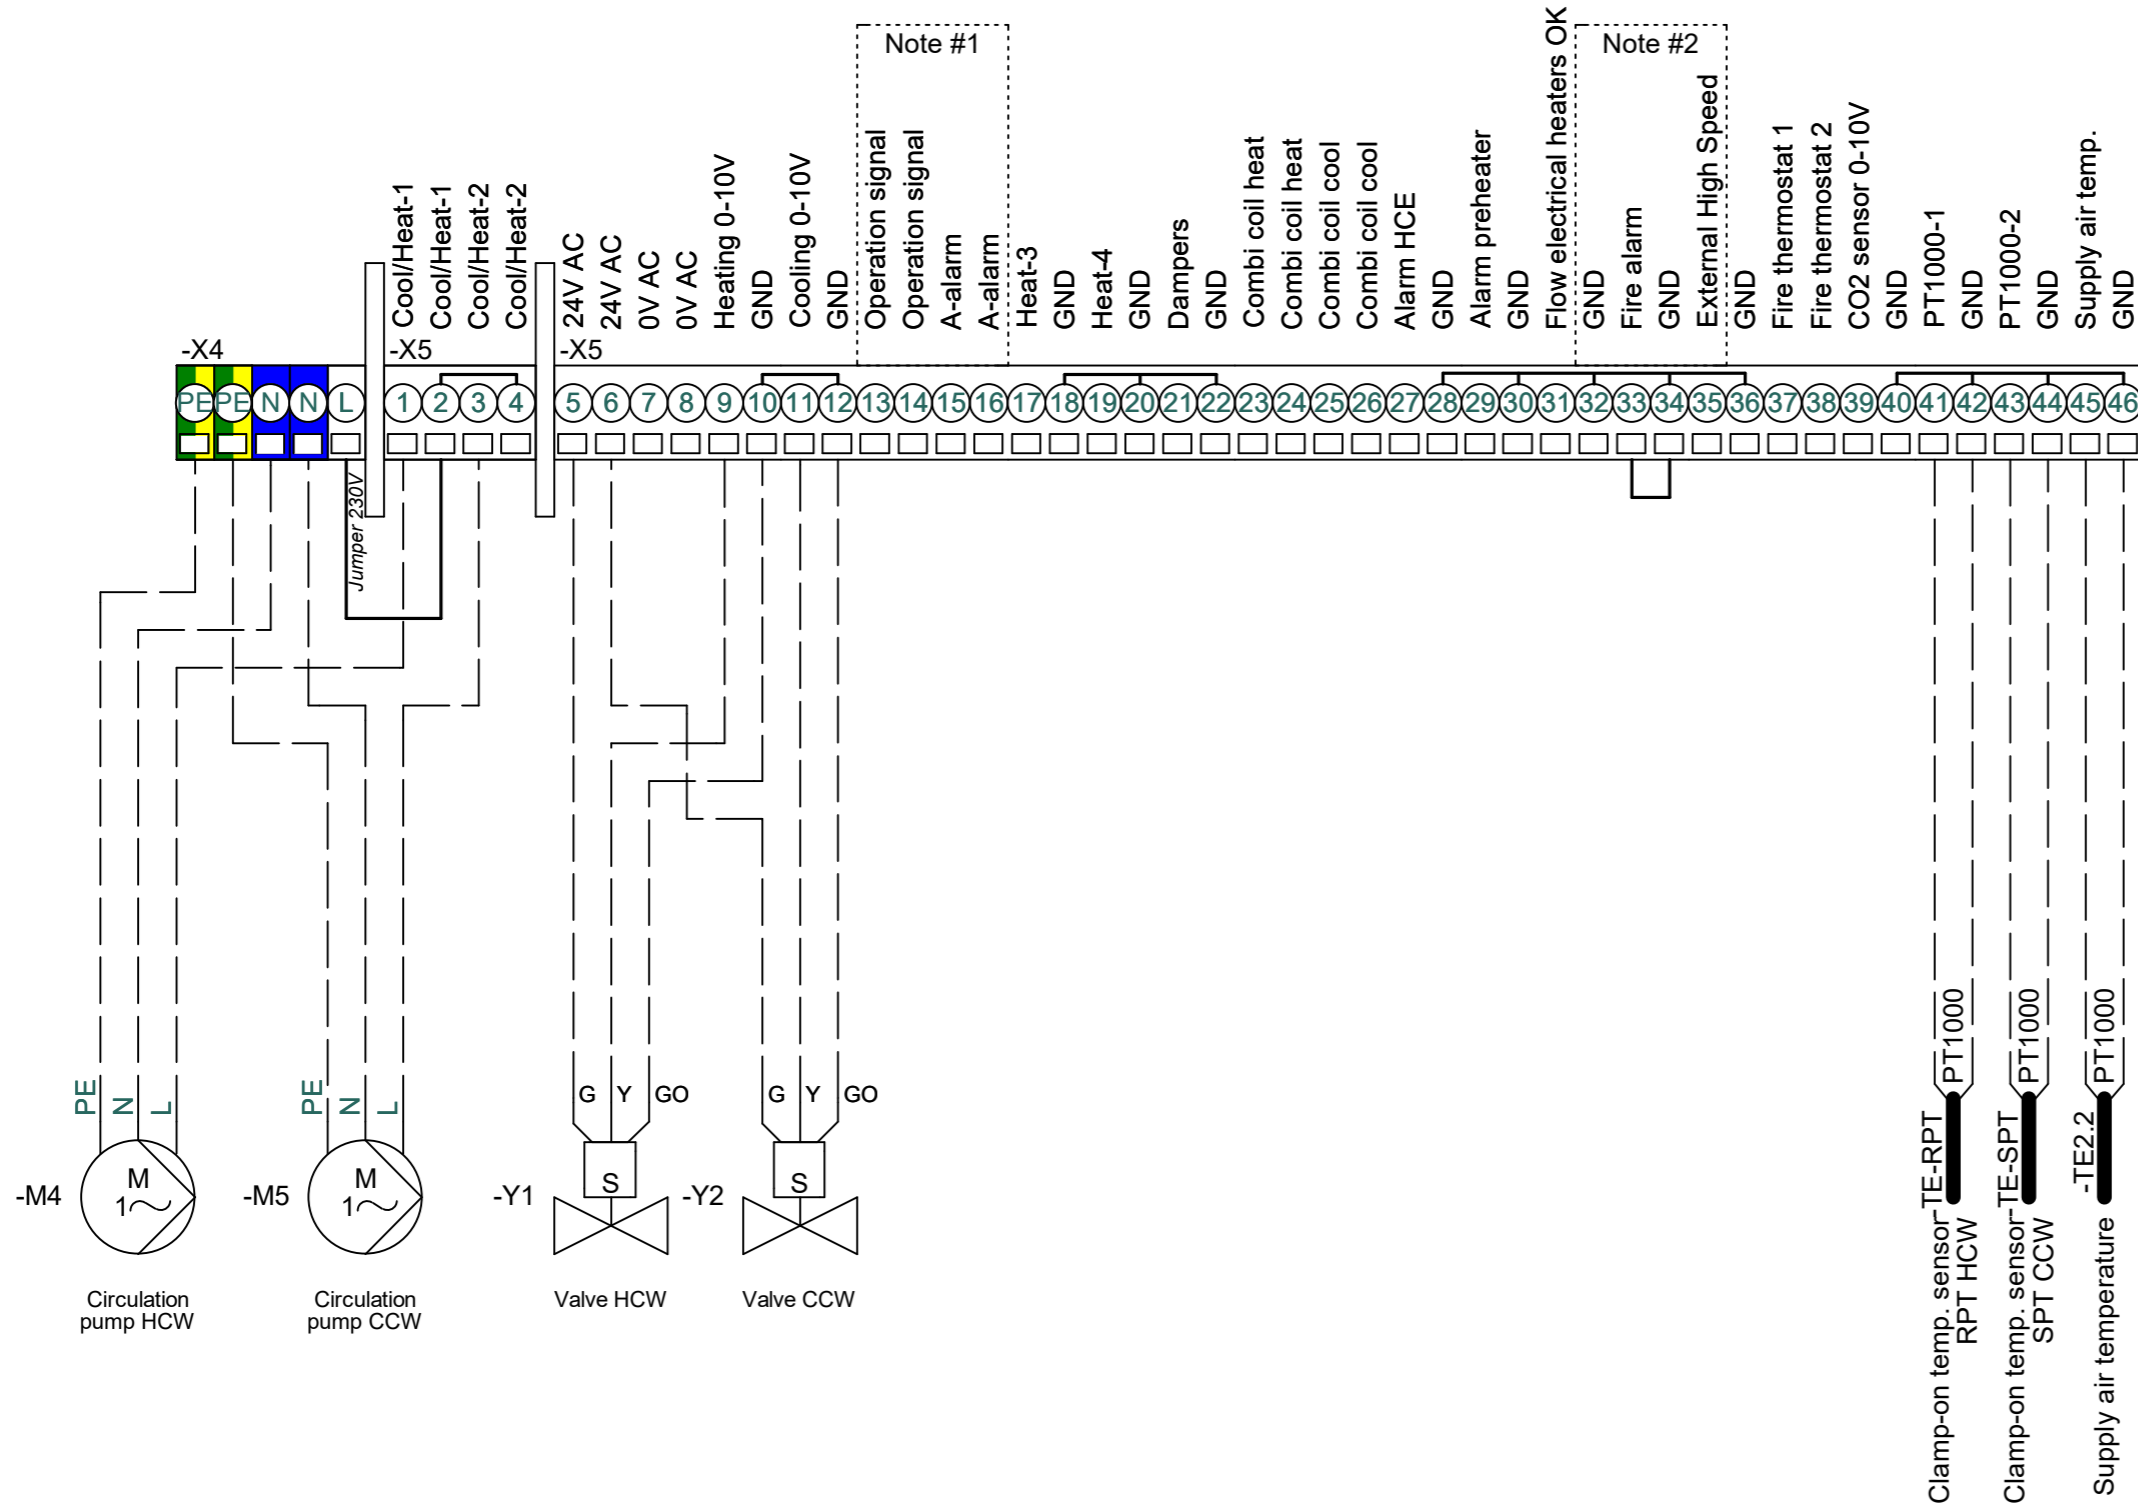 Note #1
Note #2
Cool/Heat-1
Cool/Heat-1
Cool/Heat-2
Cool/Heat-2
24V AC
24V AC
0V AC
0V AC
Heating 0-10V
GND
Cooling 0-10V
GND
Operation signal
Operation signal
A-alarm
A-alarm
Heat-3
GND
Heat-4
GND
Dampers
GND
Combi coil heat
Combi coil heat
Combi coil cool
Combi coil cool
Alarm HCE
GND
Alarm preheater
GND
Flow electrical heaters OK
GND
Fire alarm
GND
External High Speed
GND
Fire thermostat 1
Fire thermostat 2
CO2 sensor 0-10V
GND
PT1000-1
GND
PT1000-2
GND
Supply air temp.
GND
-X4
-X5
-X5
PE PE N N L 1 2 3 4 5 6 7 8 9 10 11 12 13 14 15 16 17 18 19 20 21 22 23 24 25 26 27 28 29 30 31 32 33 34 35 36 37 38 39 40 41 42 43 44 45 46
Jumper 230V
PE
N
L
PE
N
L
G Y GO
G Y GO
PT1000
PT1000
PT1000
-M4
M
1
-M5
M
1
-Y1
S
-Y2
S
-TE-RPT
-TE-SPT
-TE2.2
Circulation
pump HCW
Circulation
pump CCW
Valve HCW
Valve CCW
Clamp-on temp. sensor
RPT HCW
Clamp-on temp. sensor
SPT CCW
Supply air temperature